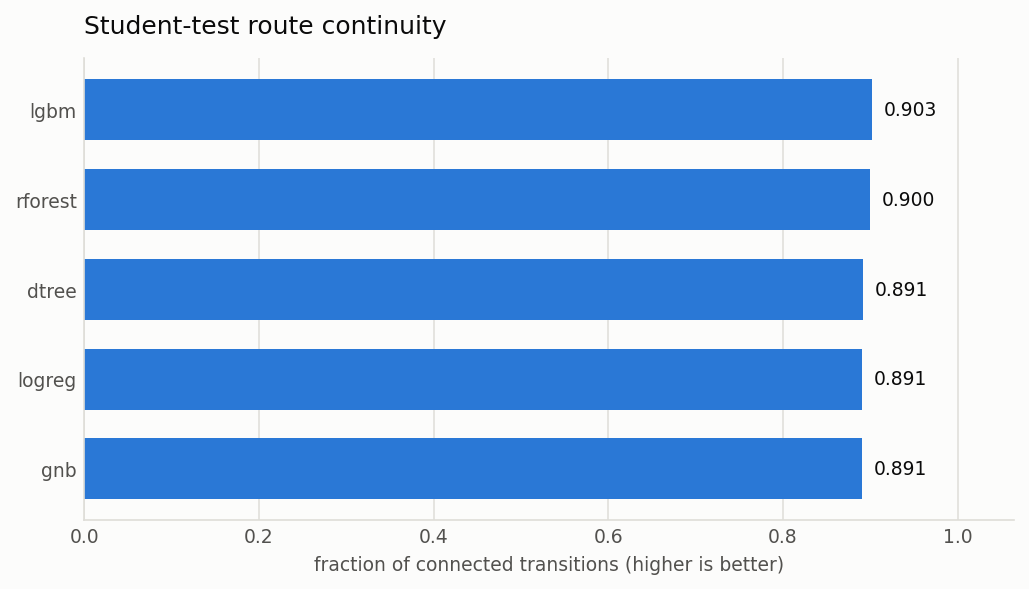 Student-test route continuity
lgbm 0.903
rforest 0.900
dtree 0.891
logreg 0.891
gnb 0.891
0.0 0.2 0.4 0.6 0.8 1.0
fraction of connected transitions (higher is better)